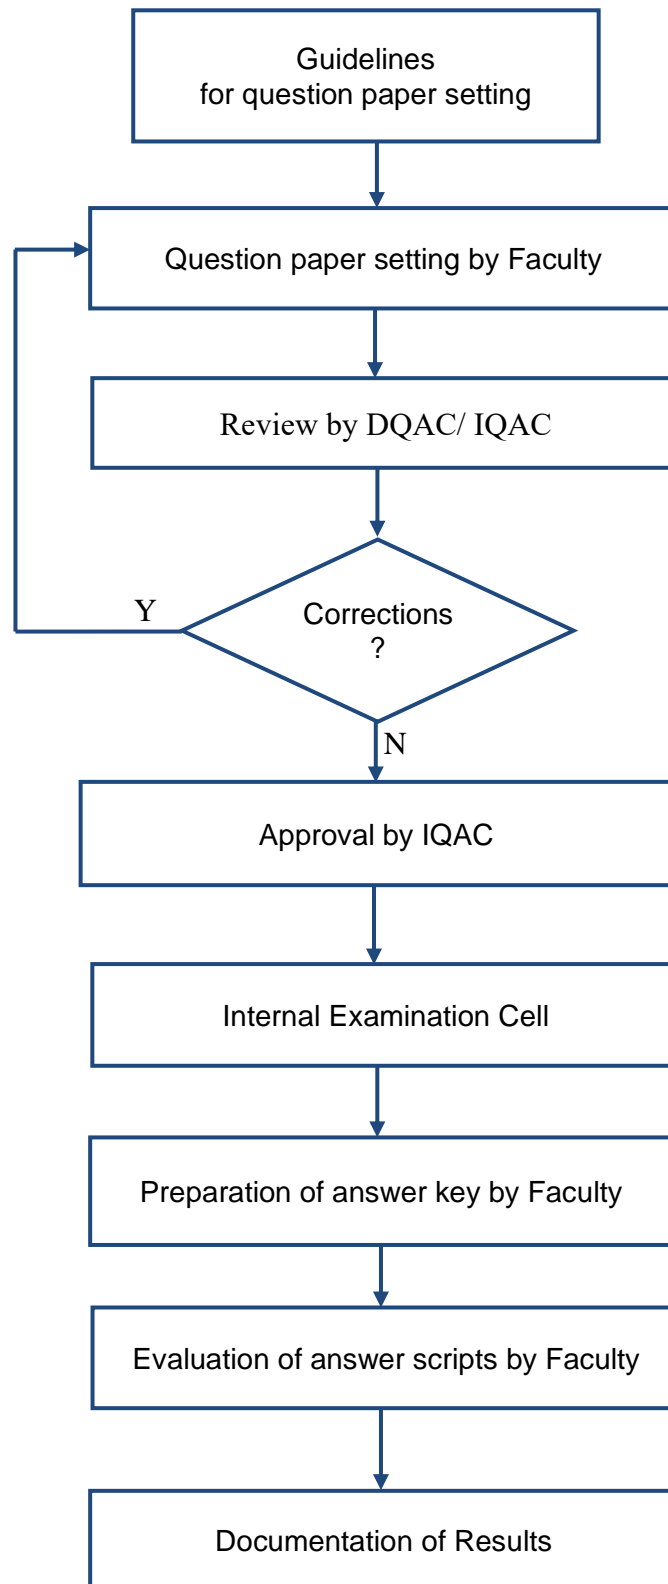 Guidelines
for question paper setting
Question paper setting by Faculty
Review by DQAC/ IQAC
Corrections
?
Y
N
Approval by IQAC
Internal Examination Cell
Preparation of answer key by Faculty
Evaluation of answer scripts by Faculty
Documentation of Results